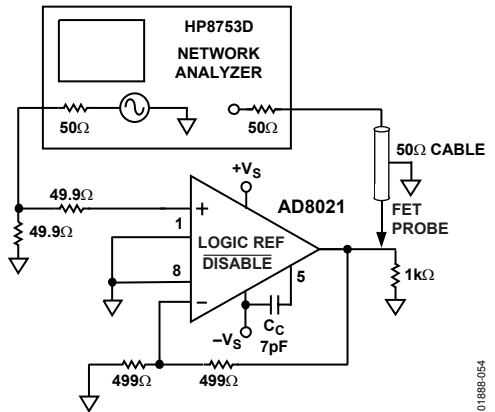 HP8753D
NETWORK
ANALYZER
50Ω
50Ω
50Ω CABLE
+VS
49.9Ω
AD8021
FET
PROBE
+
49.9Ω
1
LOGIC REF
DISABLE
8
5
–
1kΩ
CC
7pF
–VS
499Ω
499Ω
01888-054